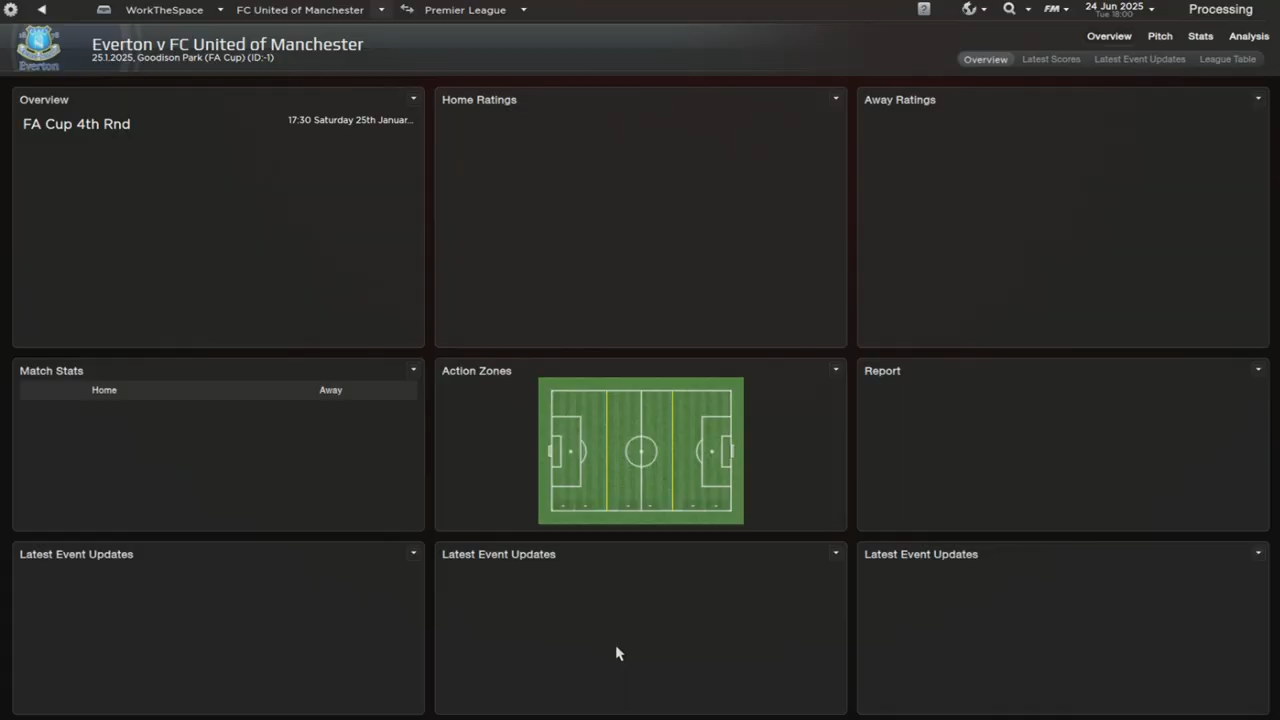 WorkTheSpace
FC United of Manchester
Premier League
?
FM
24 Jun 2025
Tue 18:00
Processing
Everton v FC United of Manchester
25.1.2025, Goodison Park (FA Cup) (ID:-1)
Everton
Overview
Pitch
Stats
Analysis
Overview
Latest Scores
Latest Event Updates
League Table
Overview
FA Cup 4th Rnd
17:30 Saturday 25th Januar...
Home Ratings
Away Ratings
Match Stats
Home
Away
Action Zones
Report
Latest Event Updates
Latest Event Updates
Latest Event Updates